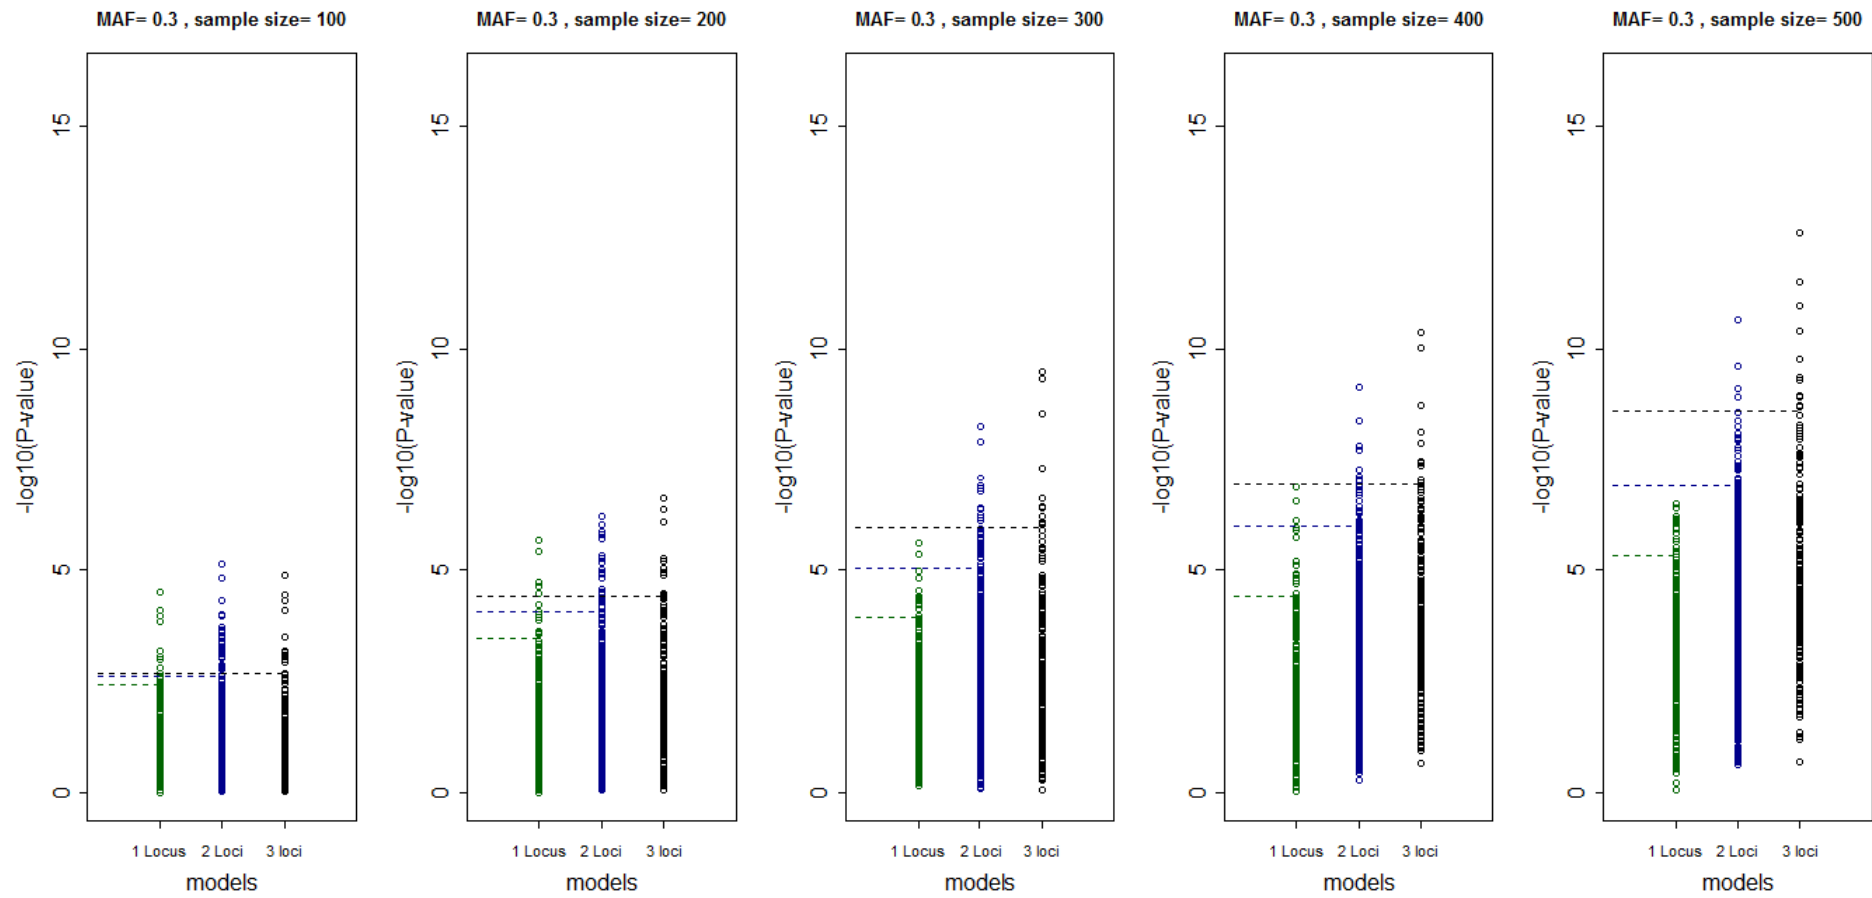 MAF= 0.3 , sample size= 100
-log10(P-value)
15
10
5
0
1 Locus 2 Loci 3 loci
models
MAF= 0.3 , sample size= 200
-log10(P-value)
15
10
5
0
1 Locus 2 Loci 3 loci
models
MAF= 0.3 , sample size= 300
-log10(P-value)
15
10
5
0
1 Locus 2 Loci 3 loci
models
MAF= 0.3 , sample size= 400
-log10(P-value)
15
10
5
0
1 Locus 2 Loci 3 loci
models
MAF= 0.3 , sample size= 500
-log10(P-value)
15
10
5
0
1 Locus 2 Loci 3 loci
models